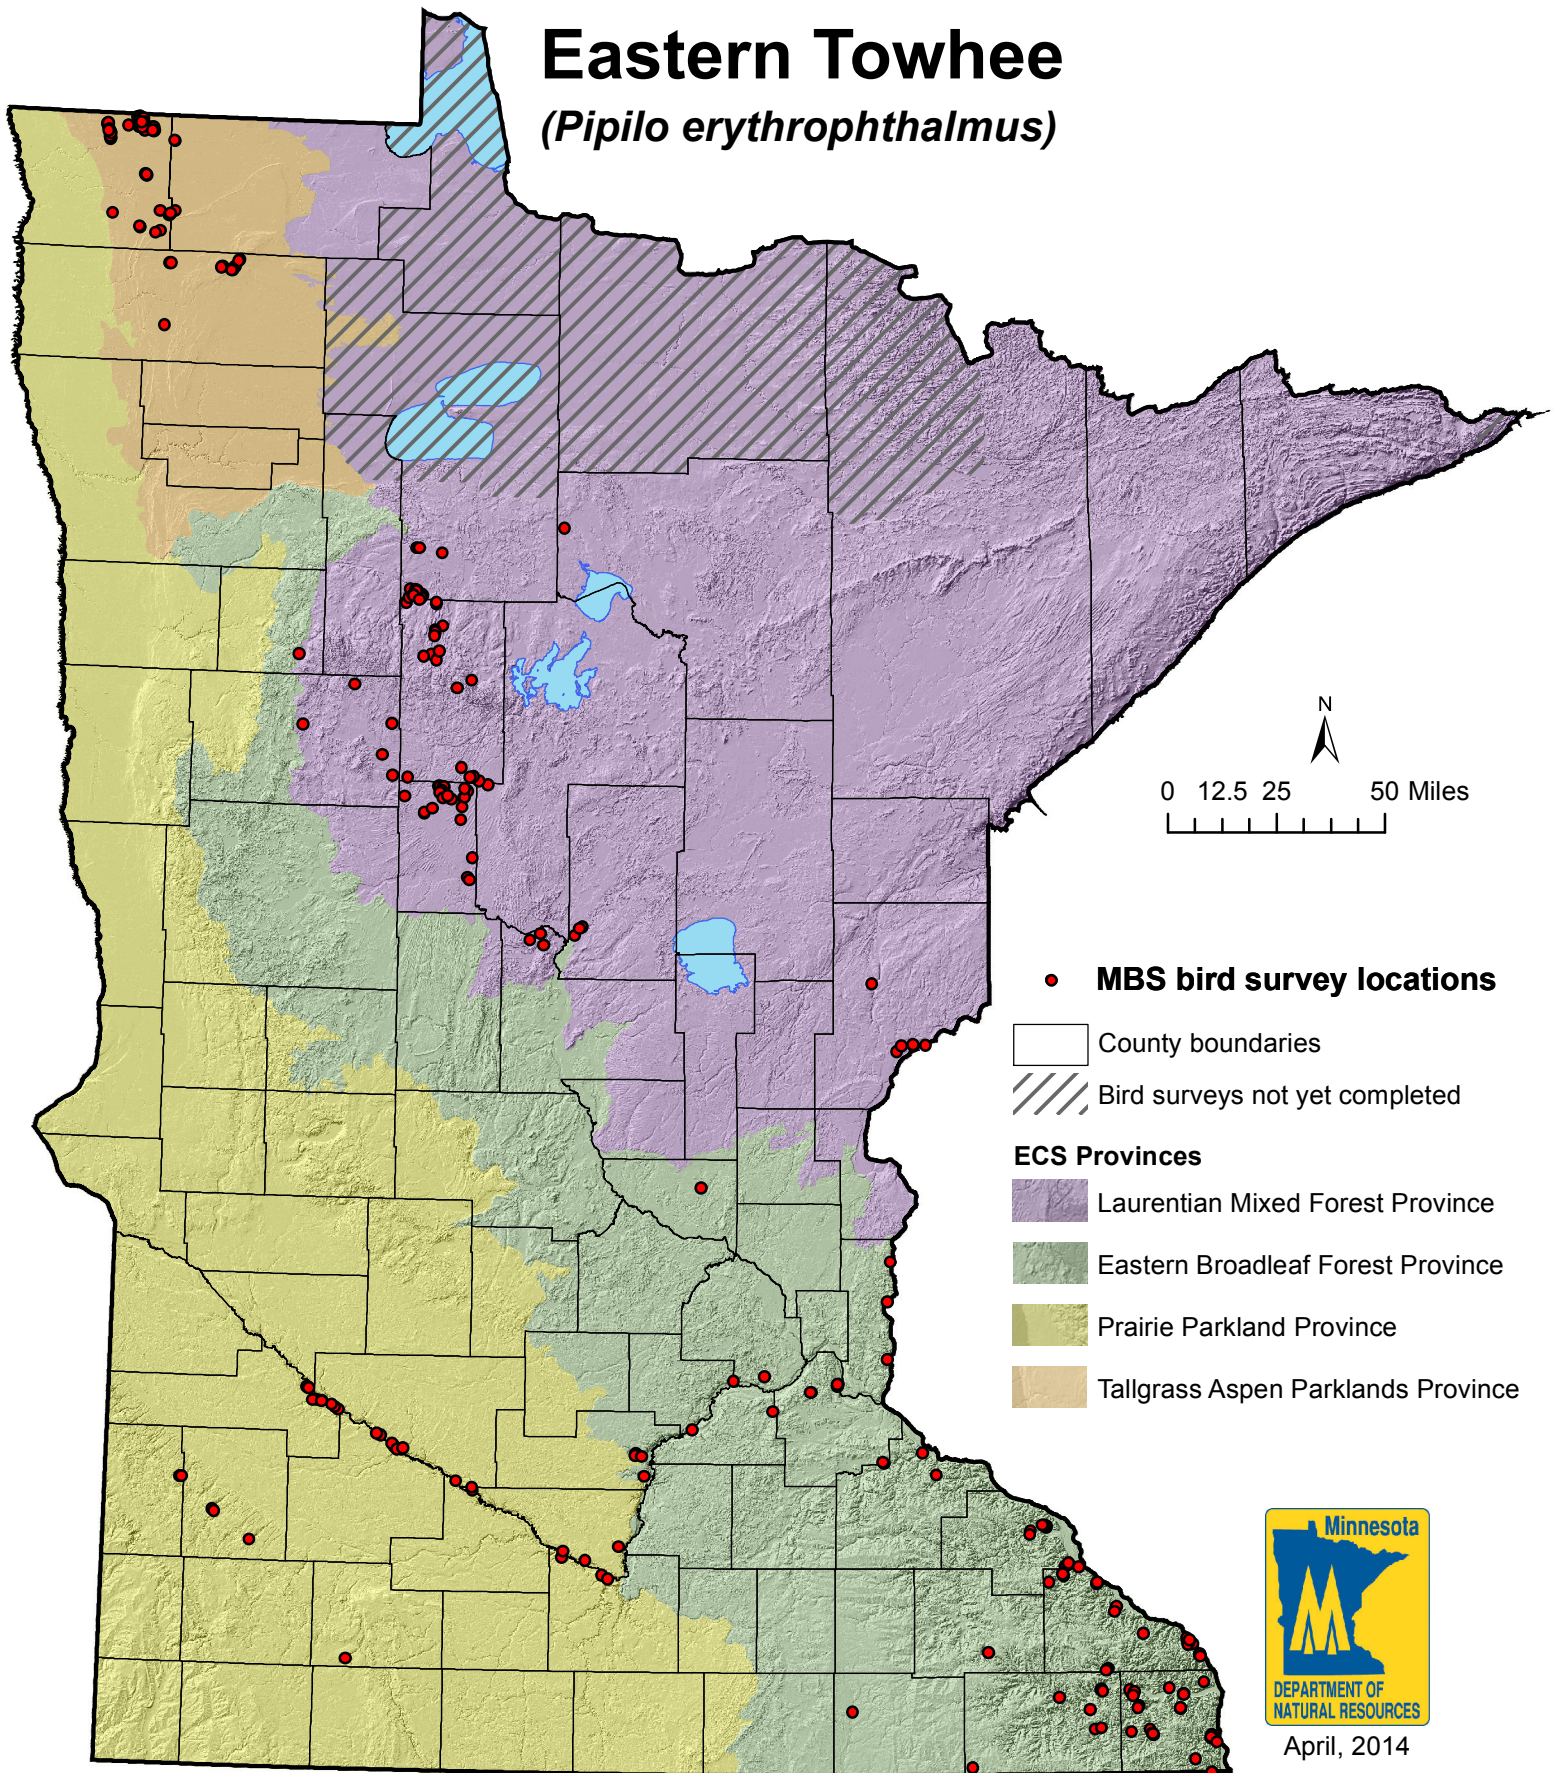 Eastern Towhee
(Pipilo erythrophthalmus)
N
0 12.5 25 50 Miles
MBS bird survey locations
County boundaries
Bird surveys not yet completed
ECS Provinces
Laurentian Mixed Forest Province
Eastern Broadleaf Forest Province
Prairie Parkland Province
Tallgrass Aspen Parklands Province
Minnesota
DEPARTMENT OF
NATURAL RESOURCES
April, 2014